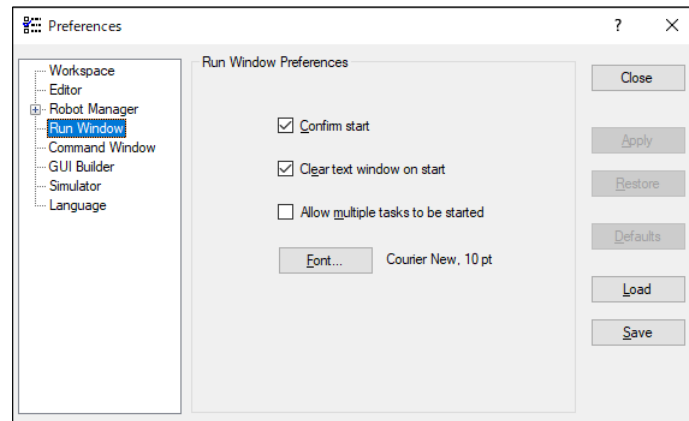 Preferences
? ×
Workspace
Editor
Robot Manager
Run Window
Command Window
GUI Builder
Simulator
Language
Run Window Preferences
Confirm start
Clear text window on start
Allow multiple tasks to be started
Font... Courier New, 10 pt
Close
Apply
Restore
Defaults
Load
Save